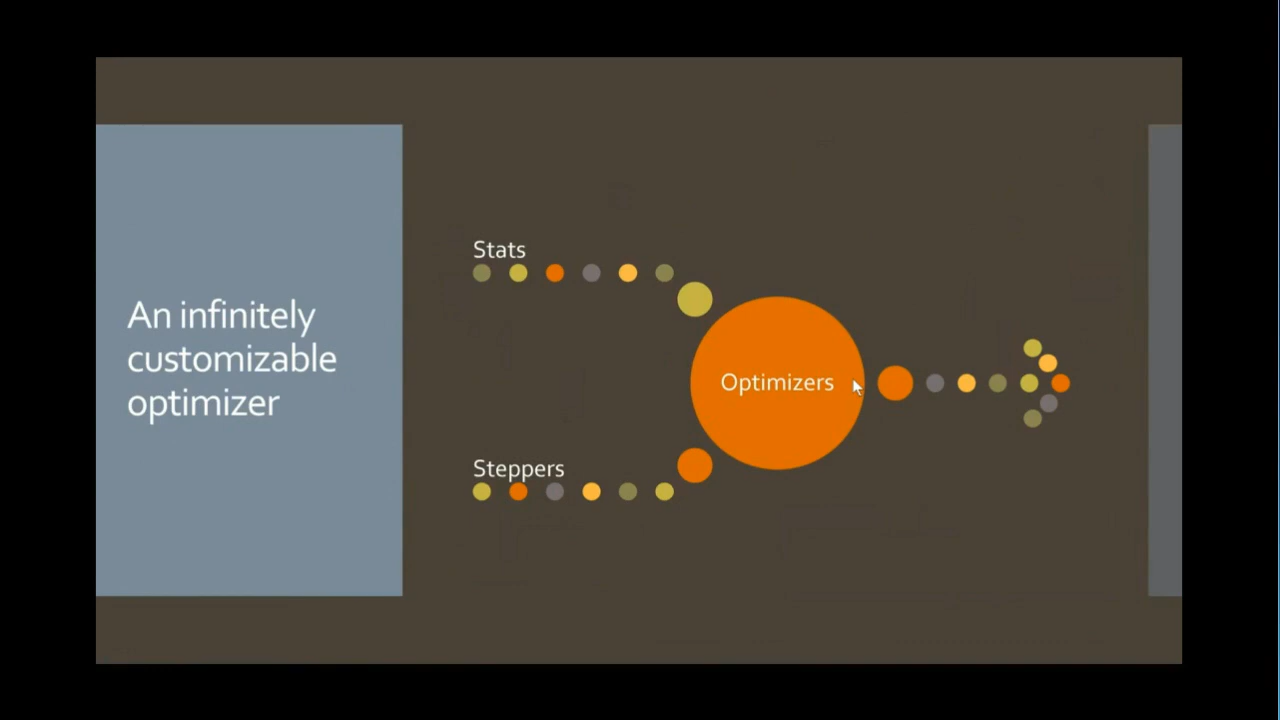 An infinitely
customizable
optimizer
Stats
Optimizers
Steppers